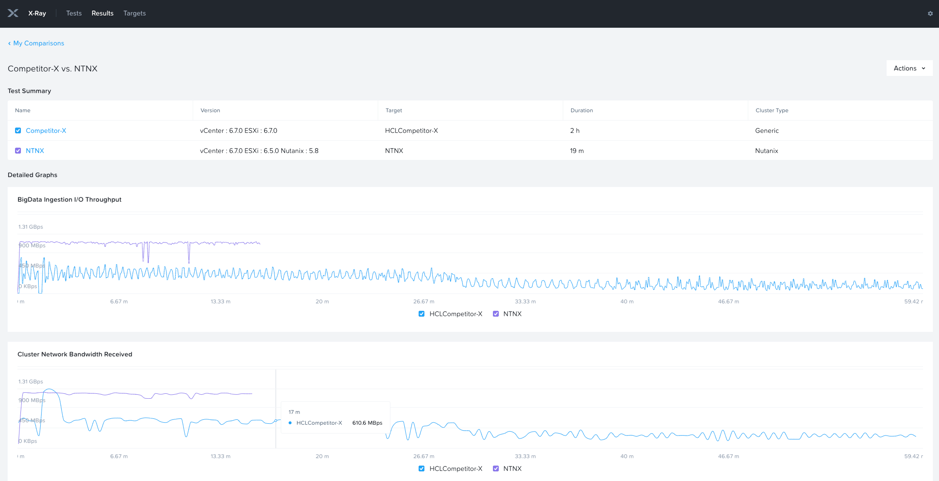 X-Ray Tests Results Targets
‹ My Comparisons
Competitor-X vs. NTNX
Actions
Test Summary
Name Version Target Duration Cluster Type
Competitor-X vCenter : 6.7.0 ESXi : 6.7.0 HCLCompetitor-X 2 h Generic
NTNX vCenter : 6.7.0 ESXi : 6.5.0 Nutanix : 5.8 NTNX 19 m Nutanix
Detailed Graphs
BigData Ingestion I/O Throughput
1.31 GBps
900 MBps
450 MBps
0 KBps
m 6.67 m 13.33 m 20 m 26.67 m 33.33 m 40 m 46.67 m 59.42
HCLCompetitor-X NTNX
Cluster Network Bandwidth Received
1.31 GBps
900 MBps
450 MBps
0 KBps
17 m
HCLCompetitor-X 610.6 MBps
m 6.67 m 13.33 m 20 m 26.67 m 33.33 m 40 m 46.67 m 59.42
HCLCompetitor-X NTNX